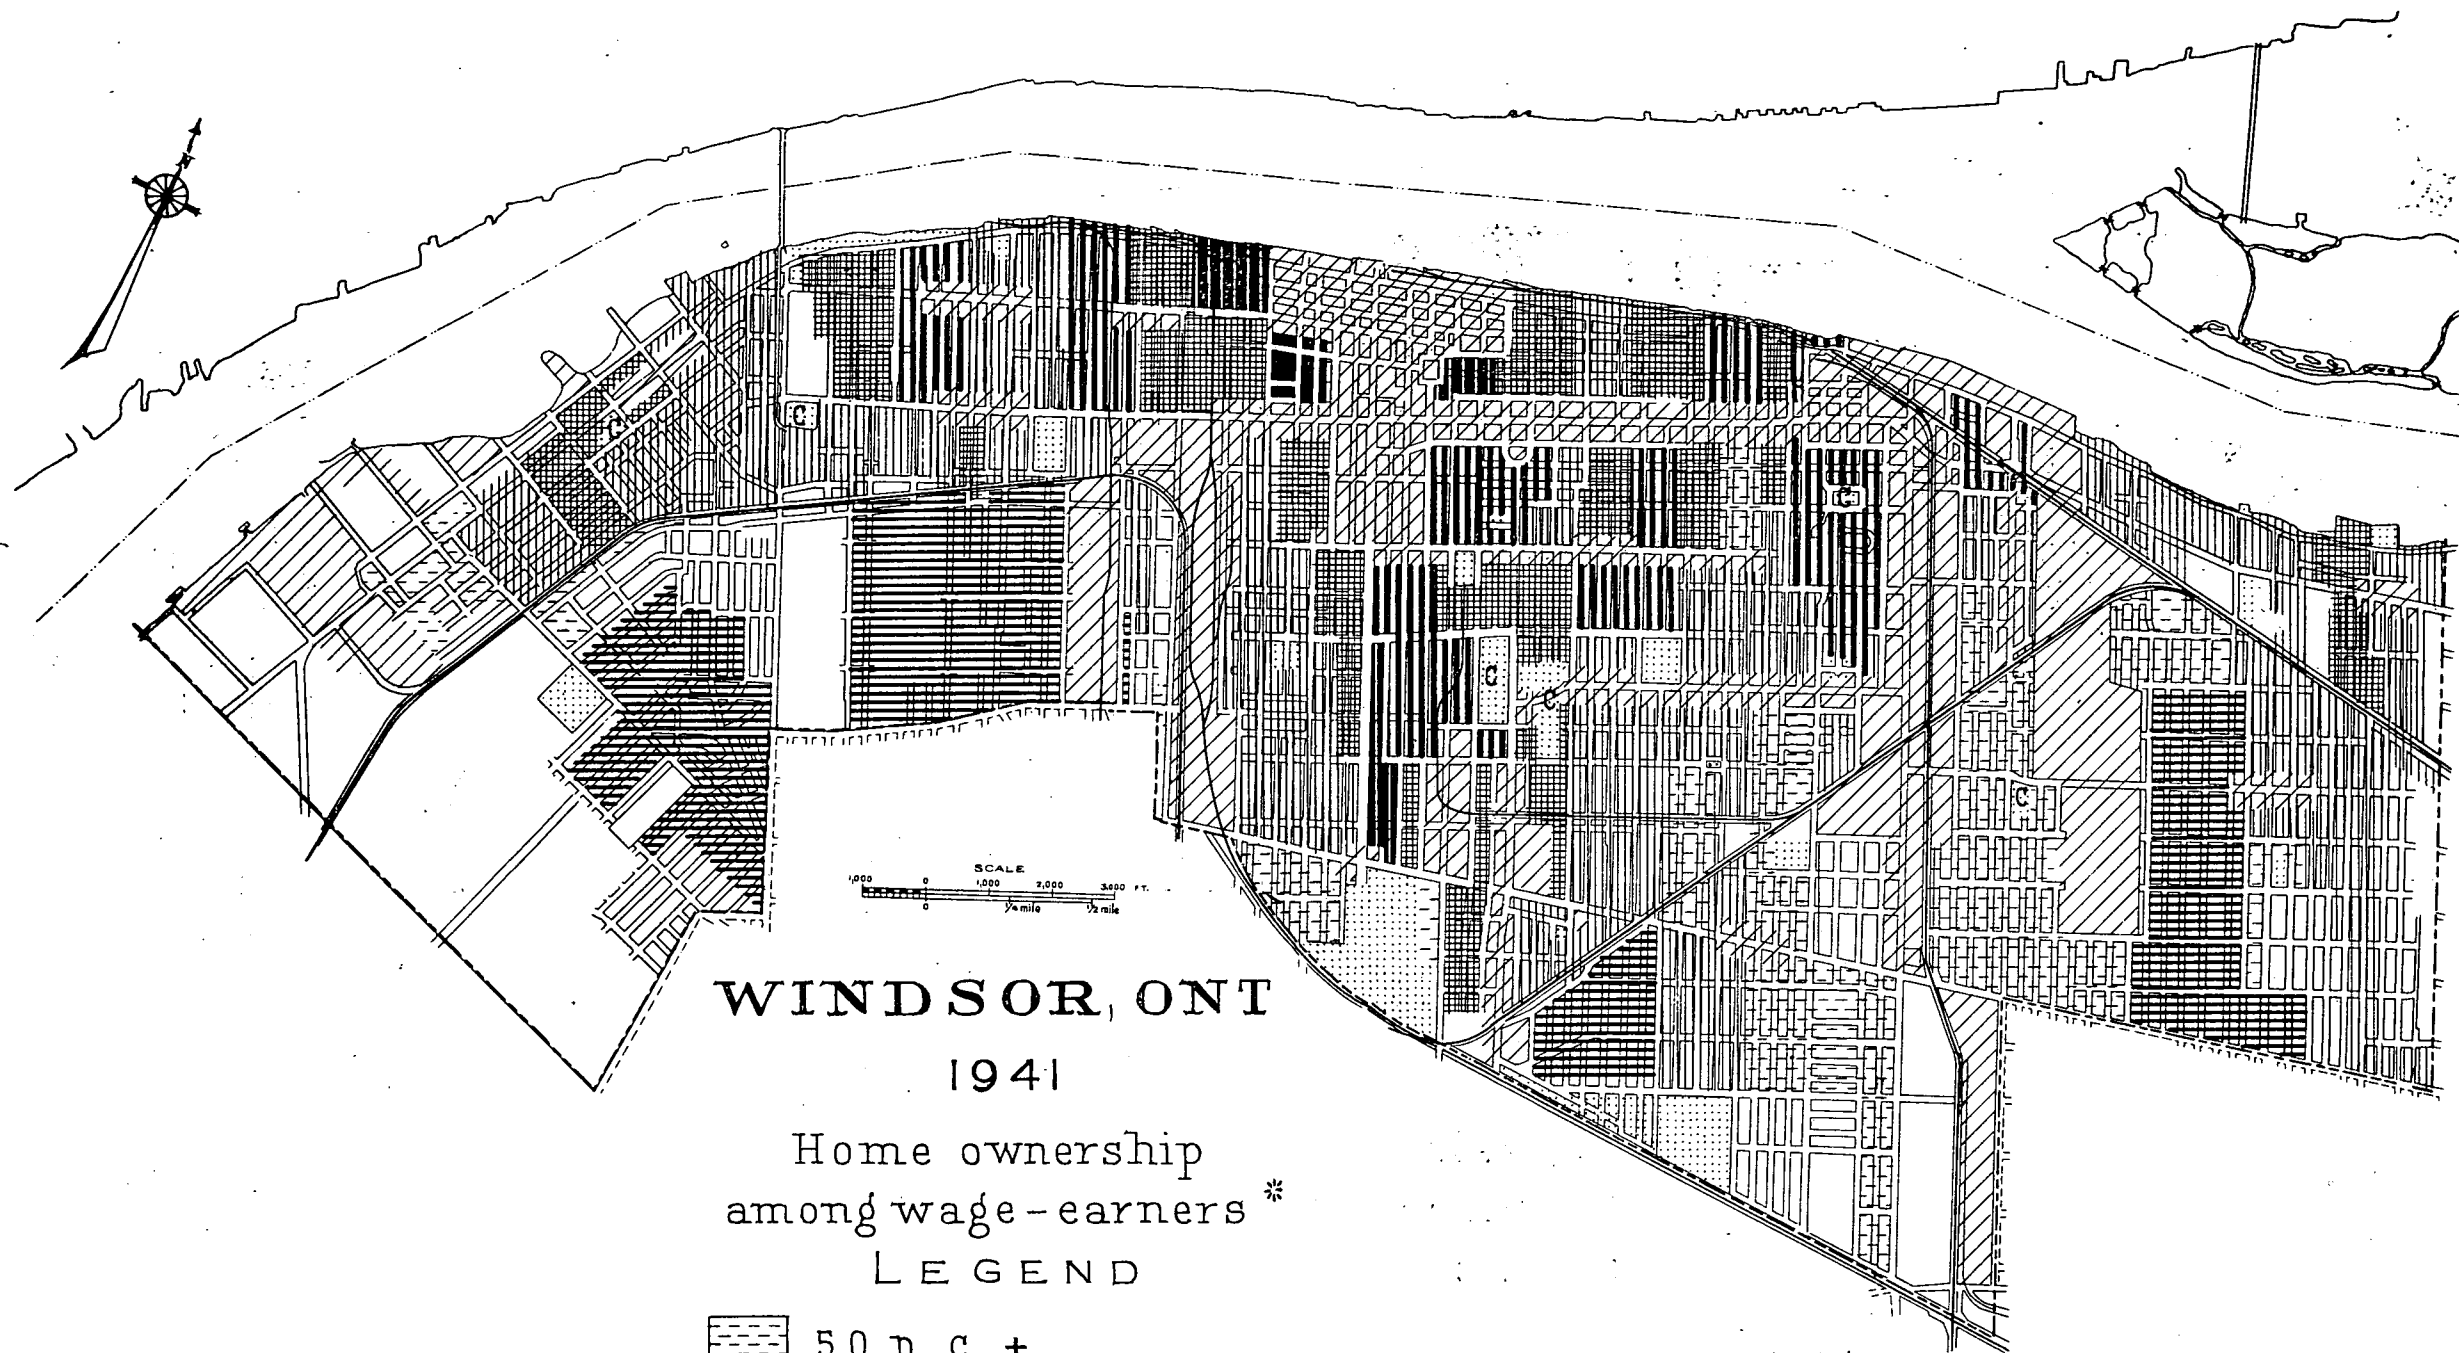 N
C
C
C
C
C
C
SCALE
1,000 0 1,000 2,000 3,000 FT.
0 1/4 mile 1/2 mile
WINDSOR, ONT
1941
Home ownership
among wage-earners *
LEGEND
50 p. c. +